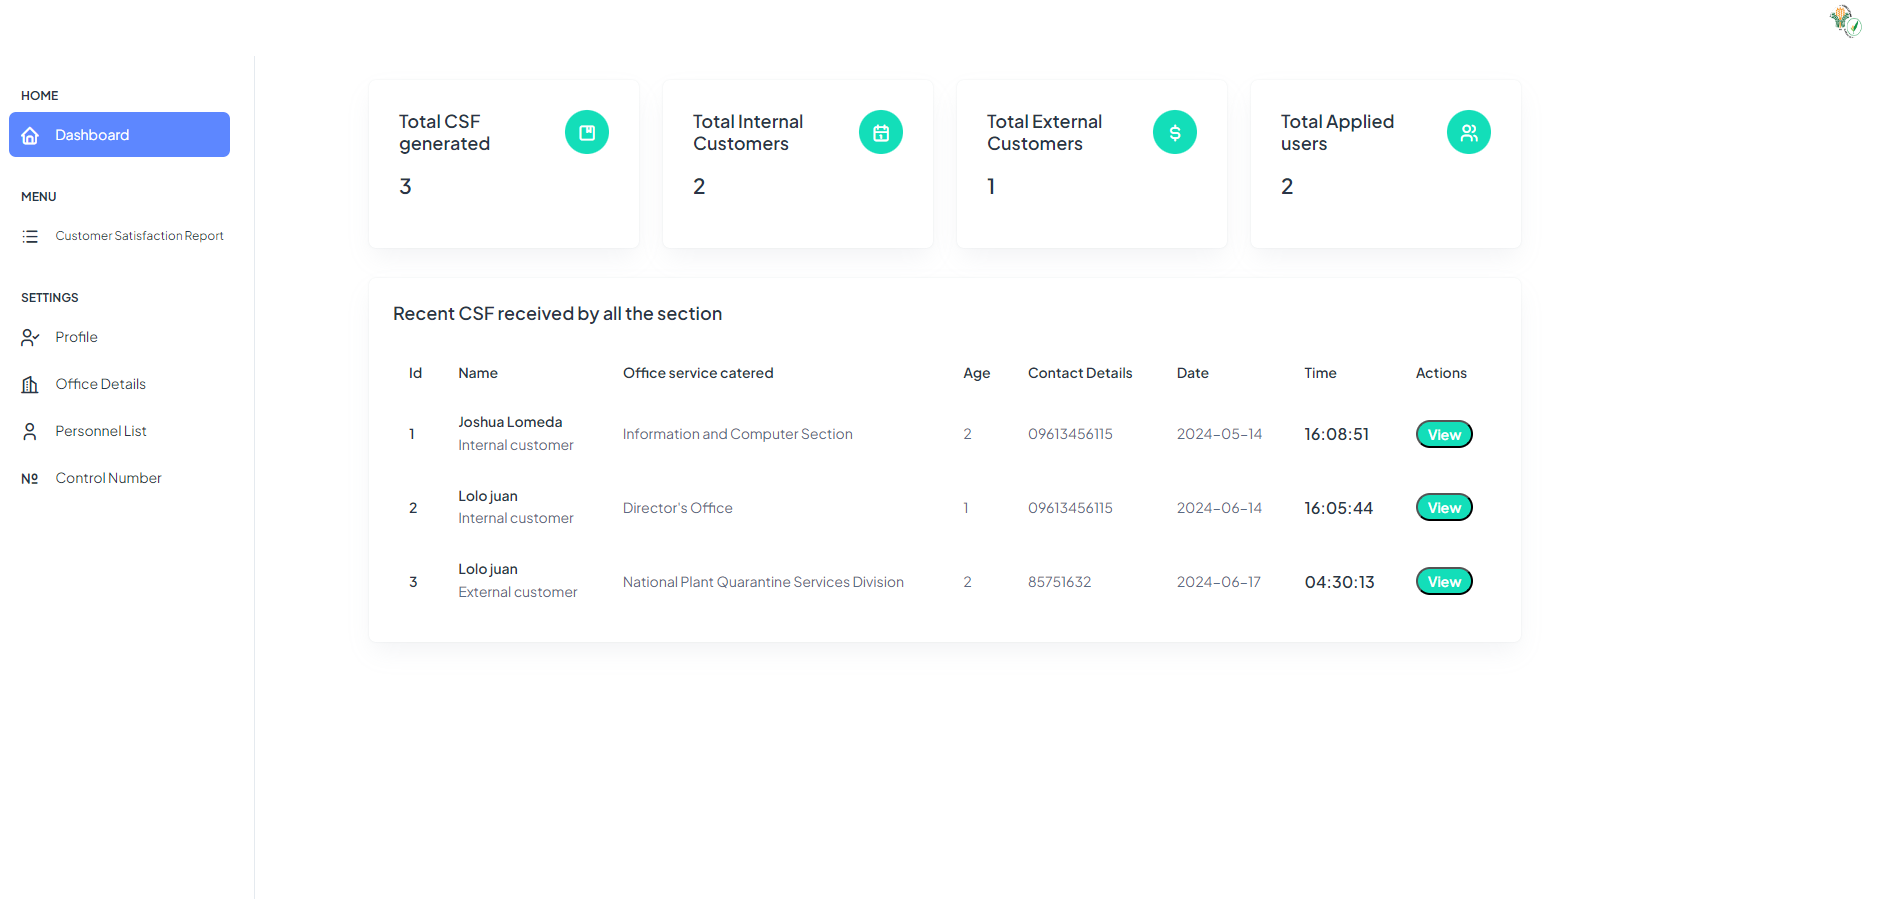 HOME
Dashboard
MENU
Customer Satisfaction Report
SETTINGS
Profile
Office Details
Personnel List
Nº Control Number
Total CSF
generated
3
Total Internal
Customers
2
Total External
Customers
$
1
Total Applied
users
2
Recent CSF received by all the section
Id Name Office service catered Age Contact Details Date Time Actions
1 Joshua Lomeda Information and Computer Section 2 09613456115 2024-05-14 16:08:51 View
Internal customer
2 Lolo juan Director's Office 1 09613456115 2024-06-14 16:05:44 View
Internal customer
3 Lolo juan National Plant Quarantine Services Division 2 85751632 2024-06-17 04:30:13 View
External customer